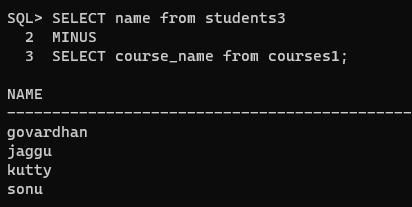 SQL> SELECT name from students3
  2  MINUS
  3  SELECT course_name from courses1;

NAME
--------------------------------------------------
govardhan
jaggu
kutty
sonu